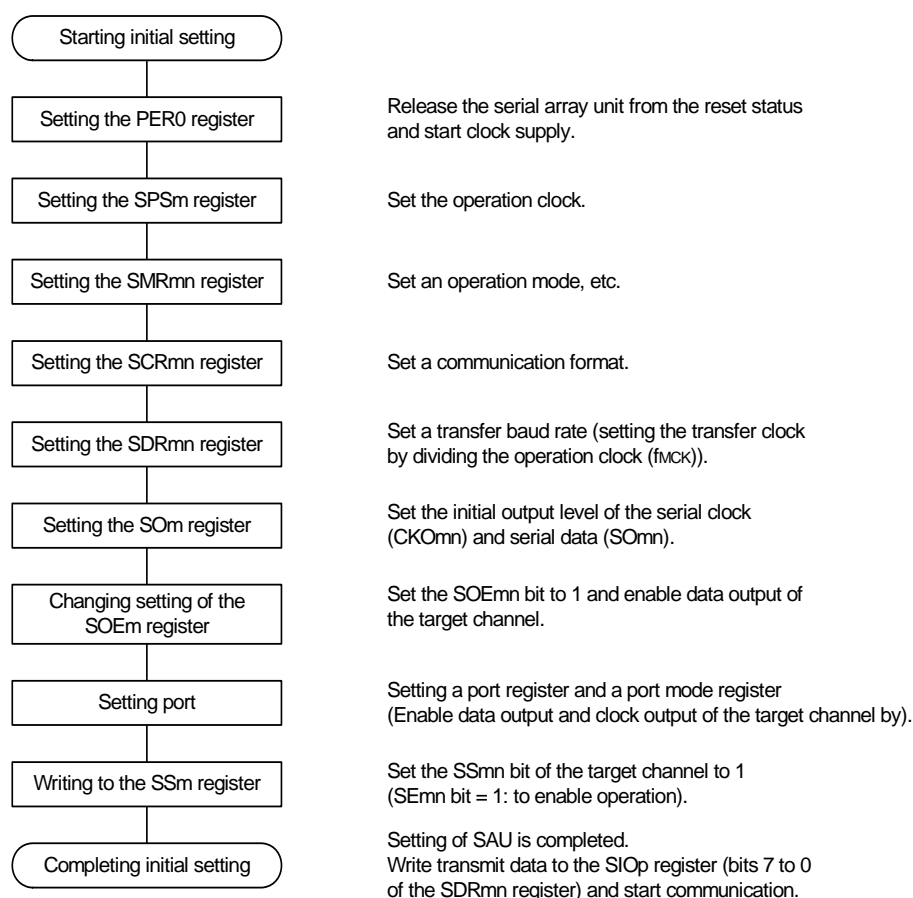 Starting initial setting
Setting the PER0 register
Release the serial array unit from the reset status
and start clock supply.
Setting the SPSm register
Set the operation clock.
Setting the SMRmn register
Set an operation mode, etc.
Setting the SCRmn register
Set a communication format.
Setting the SDRmn register
Set a transfer baud rate (setting the transfer clock
by dividing the operation clock (fMCK)).
Setting the SOm register
Set the initial output level of the serial clock
(CKOmn) and serial data (SOmn).
Changing setting of the
SOEm register
Set the SOEmn bit to 1 and enable data output of
the target channel.
Setting port
Setting a port register and a port mode register
(Enable data output and clock output of the target channel by).
Writing to the SSm register
Set the SSmn bit of the target channel to 1
(SEmn bit = 1: to enable operation).
Completing initial setting
Setting of SAU is completed.
Write transmit data to the SIOp register (bits 7 to 0
of the SDRmn register) and start communication.